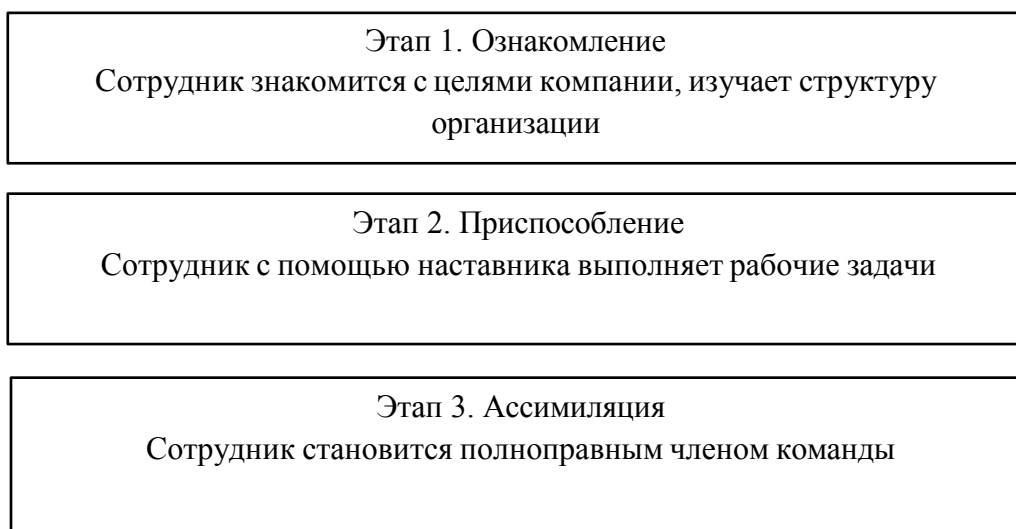 Этап 1. Ознакомление
Сотрудник знакомится с целями компании, изучает структуру
организации
Этап 2. Приспособление
Сотрудник с помощью наставника выполняет рабочие задачи
Этап 3. Ассимиляция
Сотрудник становится полноправным членом команды